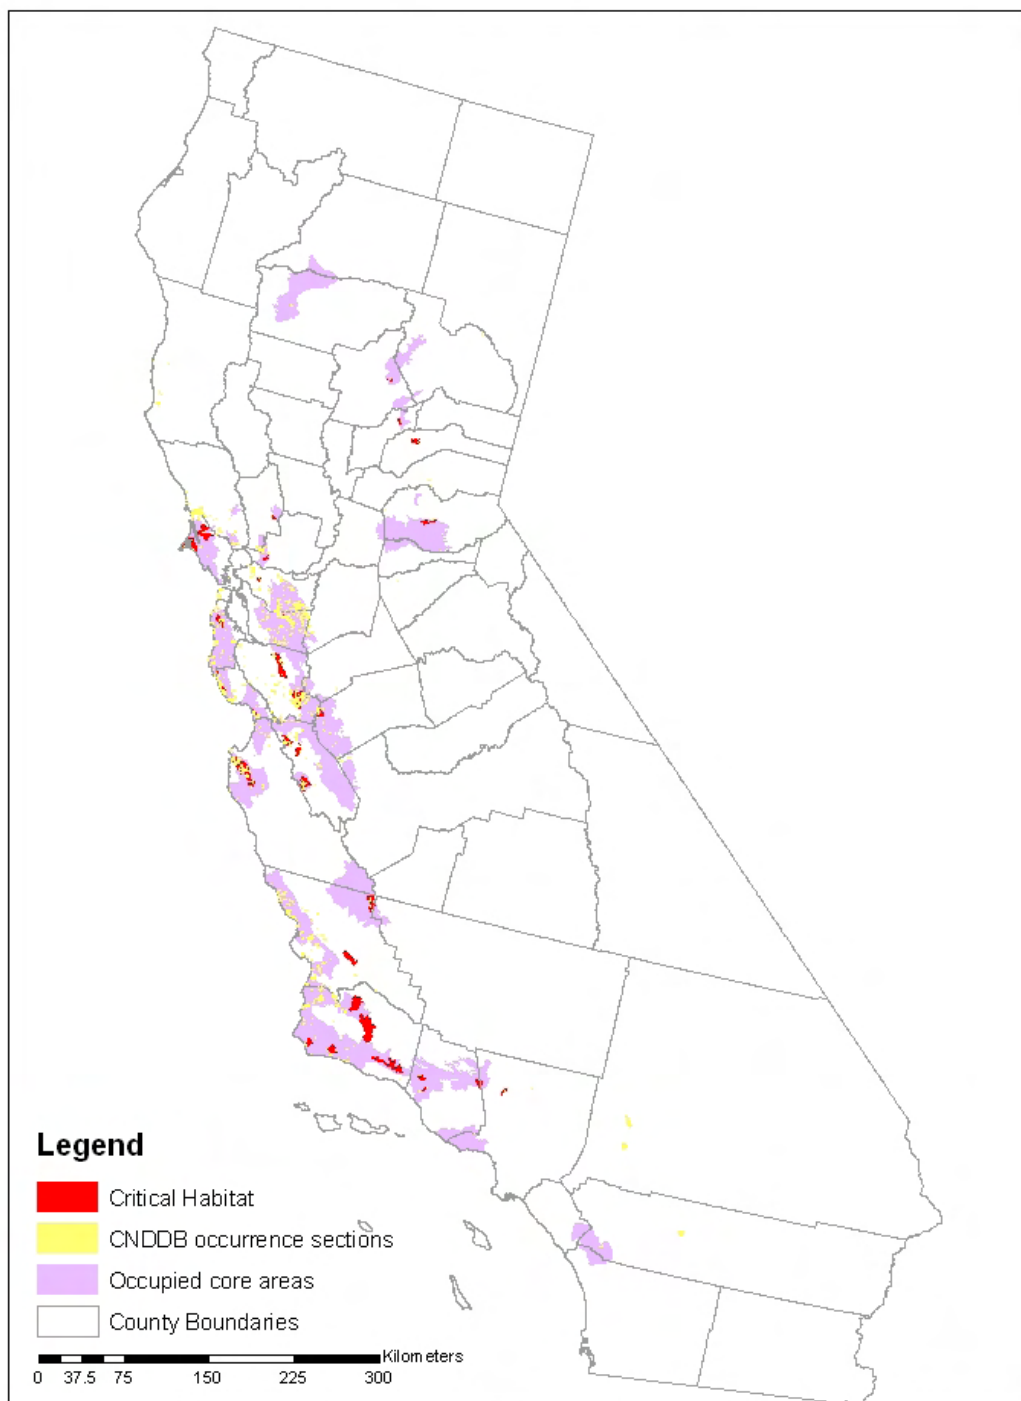 Legend
Critical Habitat
CNDDB occurrence sections
Occupied core areas
County Boundaries
Kilometers
0 37.5 75 150 225 300